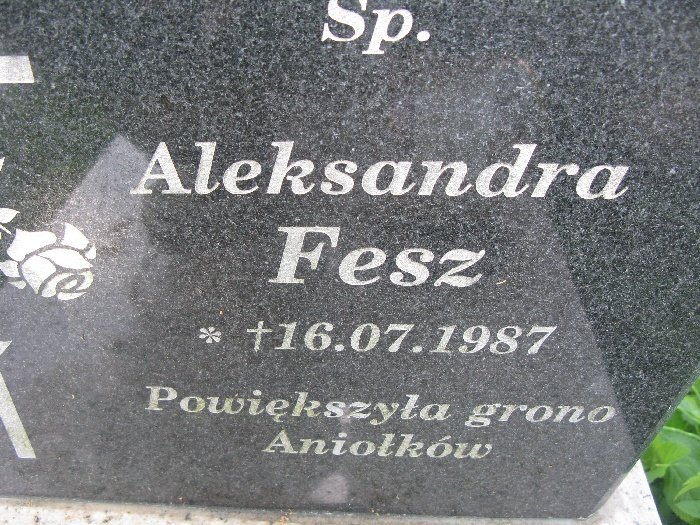 Sp.
Aleksandra
Fesz
* †16.07.1987
Powiększyła grono
Aniołków